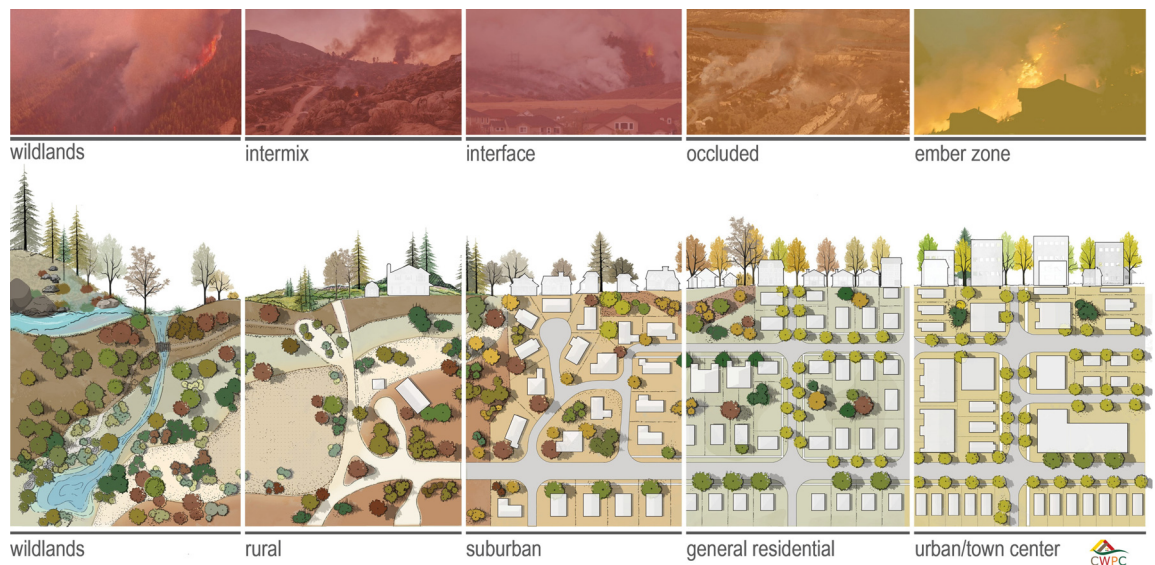 wildlands
intermix
interface
occluded
ember zone
wildlands
rural
suburban
general residential
urban/town center
CWPC